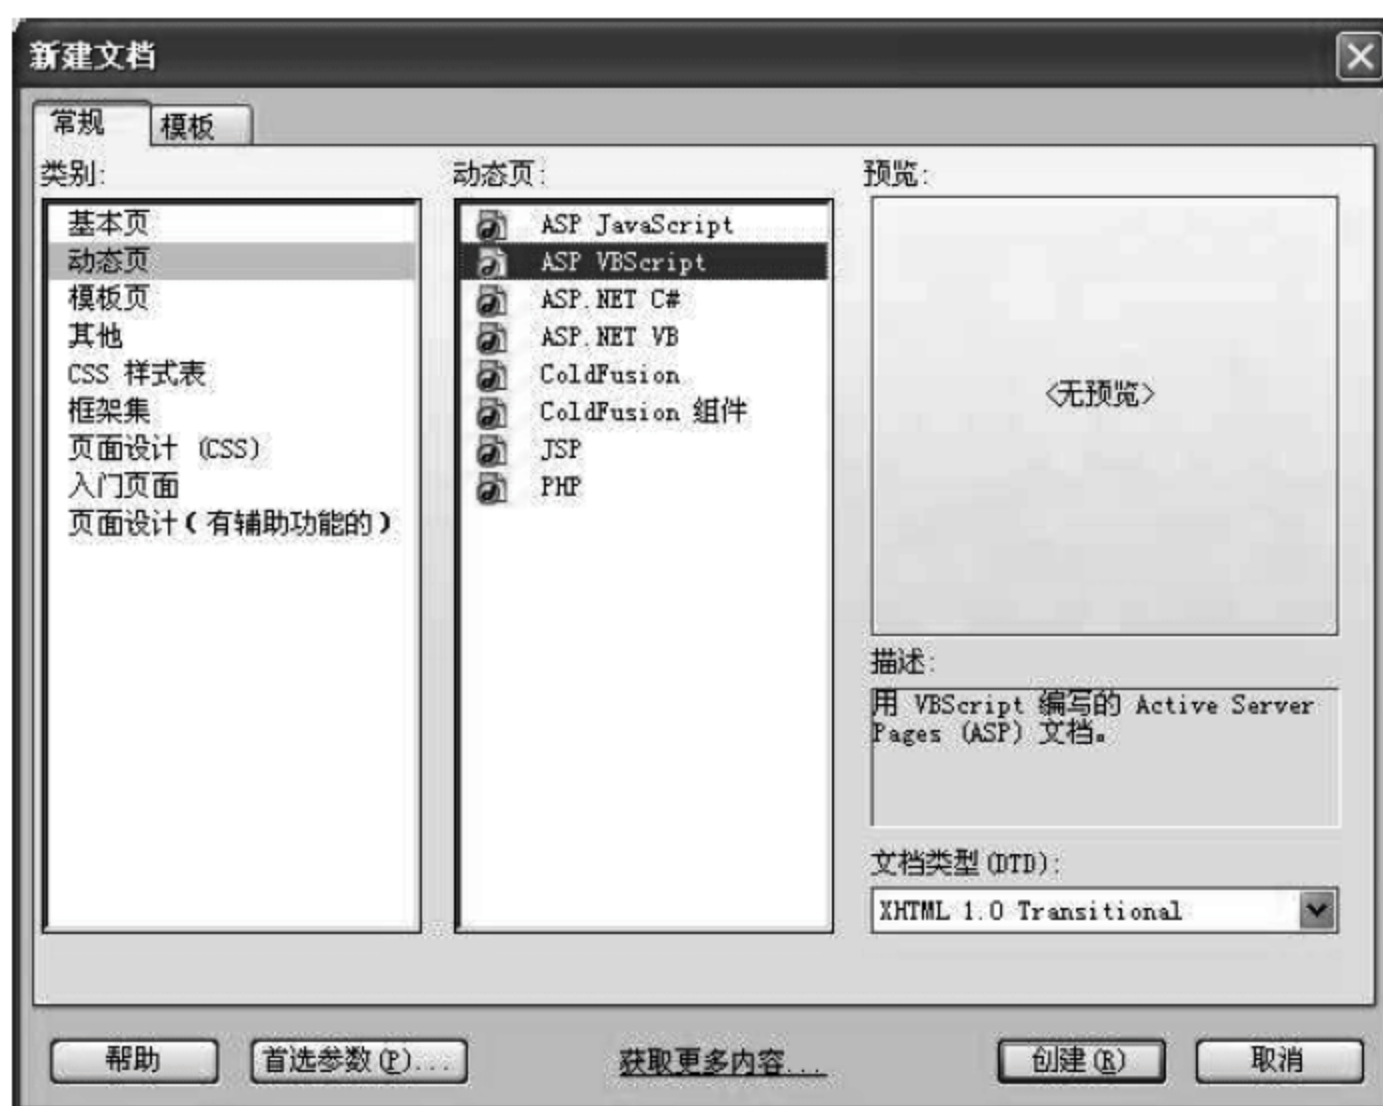 新建文档
常规
模板
类别:
基本页
动态页
模板页
其他
CSS 样式表
框架集
页面设计 (CSS)
入门页面
页面设计(有辅助功能的)
动态页:
ASP JavaScript
ASP VBScript
ASP.NET C#
ASP.NET VB
ColdFusion
ColdFusion 组件
JSP
PHP
预览:
<无预览>
描述:
用 VBScript 编写的 Active Server
Pages (ASP) 文档。
文档类型(DTD):
XHTML 1.0 Transitional
帮助
首选参数(P)...
获取更多内容...
创建(R)
取消